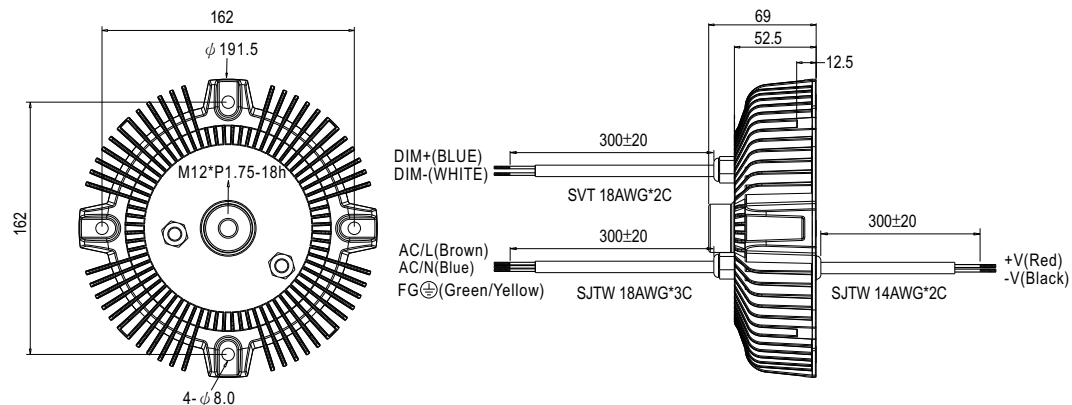 162
ϕ 191.5
162
M12*P1.75-18h
4- ϕ 8.0
69
52.5
12.5
300±20
DIM+(BLUE)
DIM-(WHITE)
SVT 18AWG*2C
300±20
AC/L(Brown)
AC/N(Blue)
FG⏚(Green/Yellow)
SJTW 18AWG*3C
300±20
+V(Red)
-V(Black)
SJTW 14AWG*2C